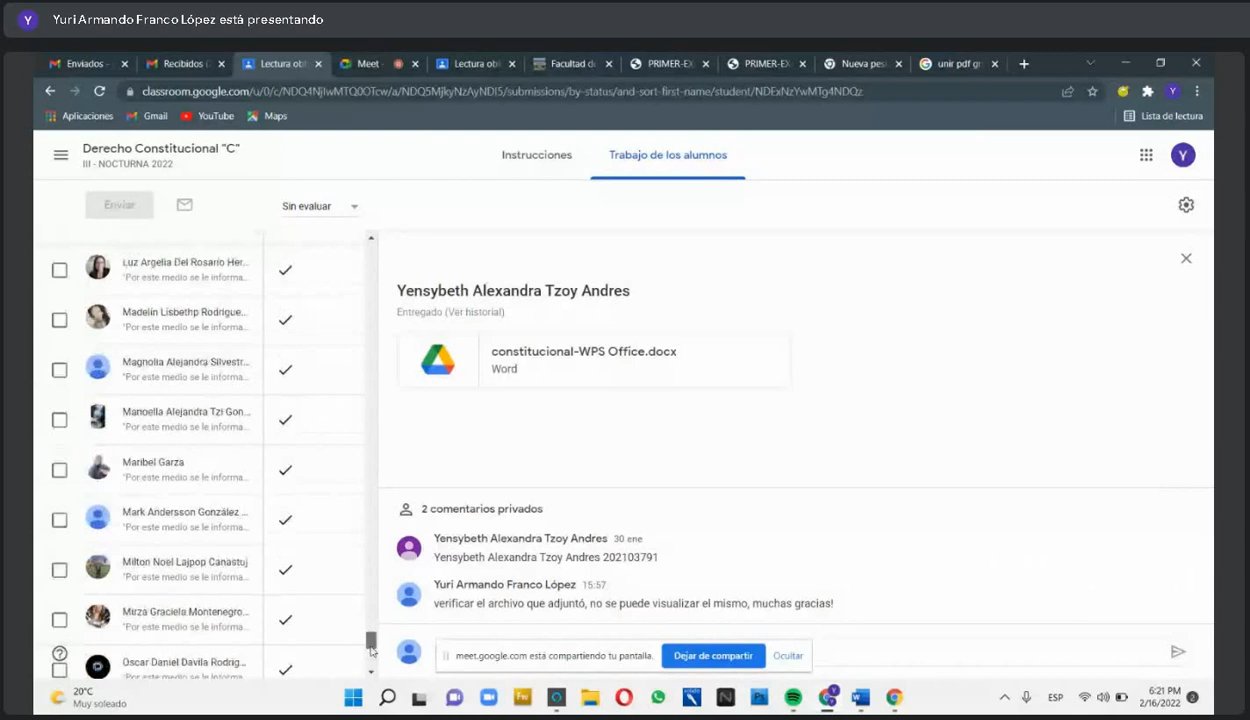 Y Yuri Armando Franco López está presentando
Enviados - Recibidos ( Lectura obl Meet - Lectura obl Facultad de PRIMER-EX PRIMER-EX Nueva pes unir pdf gr
classroom.google.com/u/0/c/NDQ4NjIwMTQ0OTcw/a/NDQ5MjkyNzAyNDI5/submissions/by-status/and-sort-first-name/student/NDExNzYwMTg4NDQz
Aplicaciones Gmail YouTube Maps Lista de lectura
Derecho Constitucional "C"
III - NOCTURNA 2022
Instrucciones Trabajo de los alumnos Y
Enviar Sin evaluar
Luz Argelia Del Rosario Her...
"Por este medio se le informa...
Madelin Lisbethp Rodrigue...
"Por este medio se le informa...
Magnolia Alejandra Silvestr...
"Por este medio se le informa...
Manoella Alejandra Tzi Gon...
"Por este medio se le informa...
Maribel Garza
"Por este medio se le informa...
Mark Andersson González ...
"Por este medio se le informa...
Milton Noel Lajpop Canastuj
"Por este medio se le informa...
Mirza Graciela Montenegro...
"Por este medio se le informa...
Oscar Daniel Davila Rodrig...
Yensybeth Alexandra Tzoy Andres
Entregado (Ver historial)
constitucional-WPS Office.docx
Word
2 comentarios privados
Yensybeth Alexandra Tzoy Andres 30 ene
Yensybeth Alexandra Tzoy Andres 202103791
Yuri Armando Franco López 15:57
verificar el archivo que adjuntó, no se puede visualizar el mismo, muchas gracias!
meet.google.com está compartiendo tu pantalla. Dejar de compartir Ocultar
20°C
Muy soleado
ESP
6:21 PM
2/16/2022